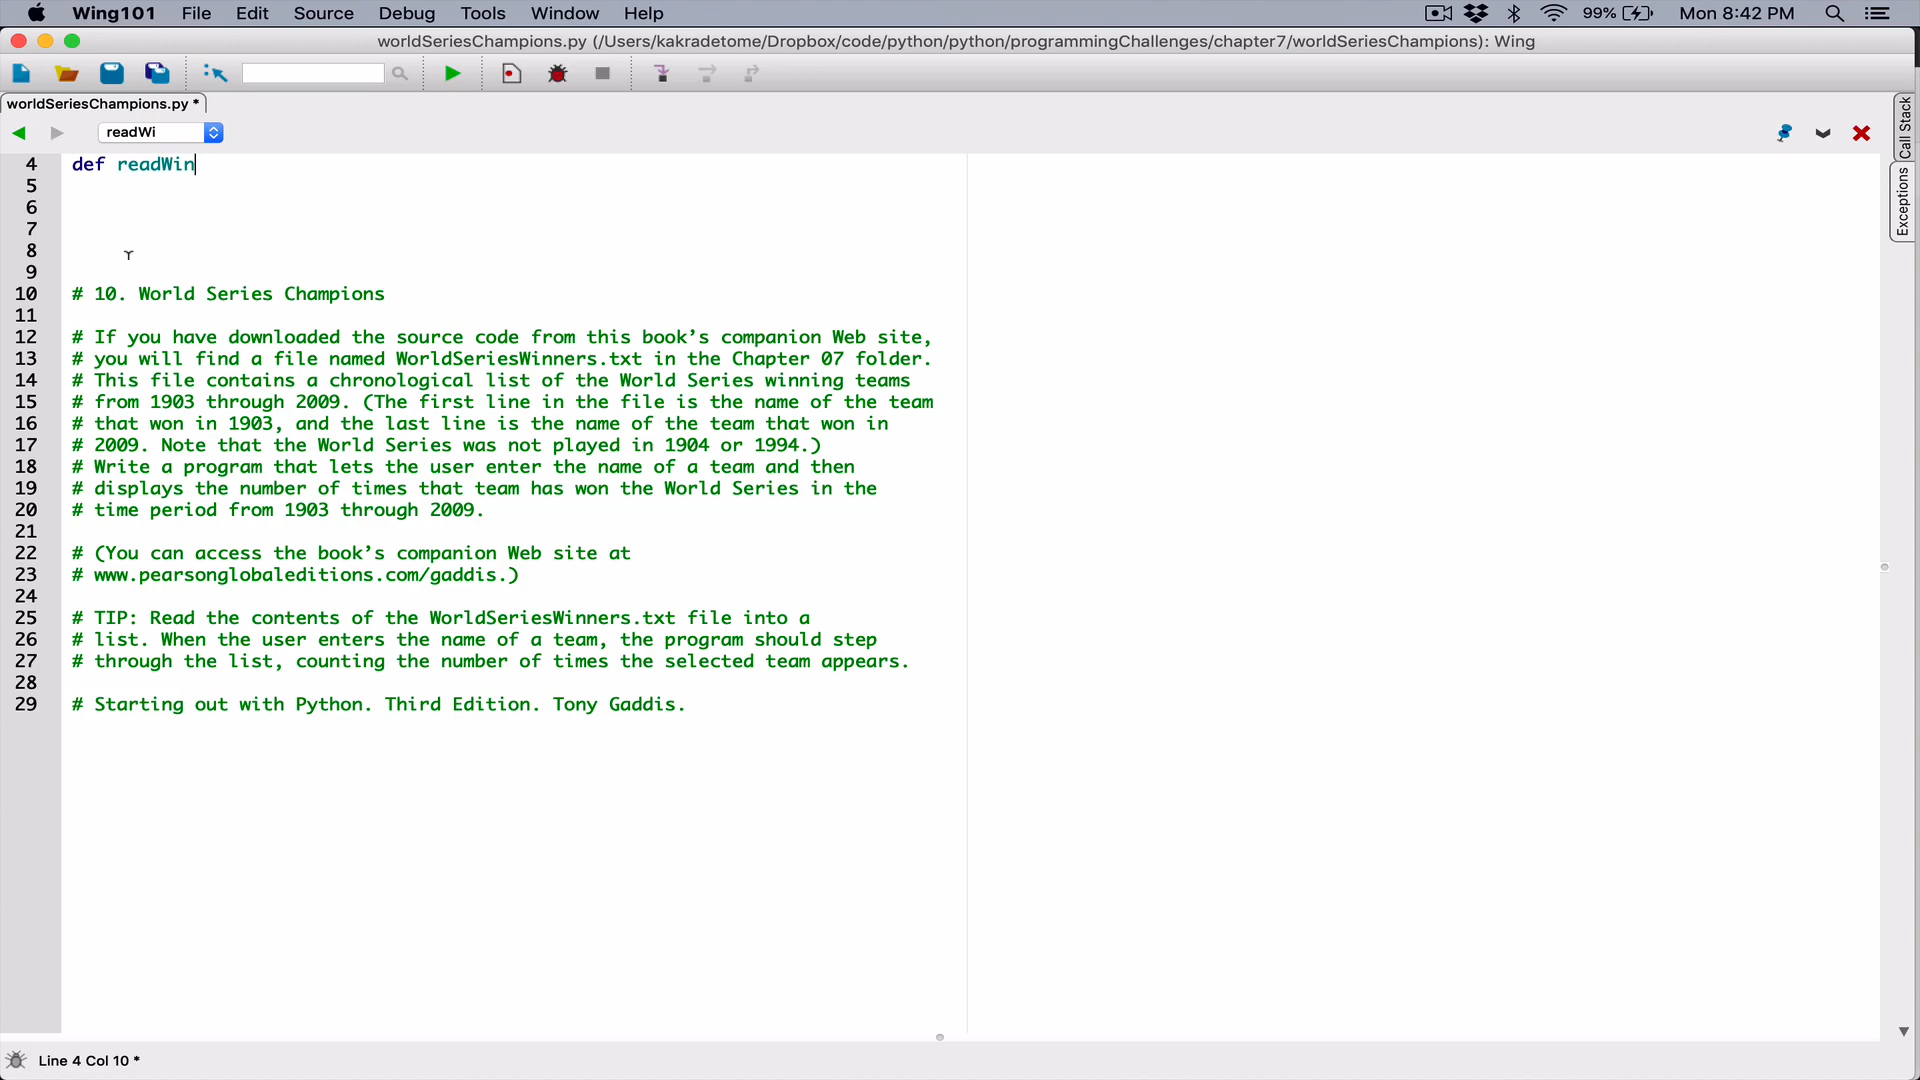 Wing101 File Edit Source Debug Tools Window Help 99% Mon 8:42 PM
worldSeriesChampions.py (/Users/kakradetome/Dropbox/code/python/python/programmingChallenges/chapter7/worldSeriesChampions): Wing
worldSeriesChampions.py *
readWi
Call Stack
Exceptions
4 def readWin
5
6
7
8
9
10 # 10. World Series Champions
11
12 # If you have downloaded the source code from this book’s companion Web site,
13 # you will find a file named WorldSeriesWinners.txt in the Chapter 07 folder.
14 # This file contains a chronological list of the World Series winning teams
15 # from 1903 through 2009. (The first line in the file is the name of the team
16 # that won in 1903, and the last line is the name of the team that won in
17 # 2009. Note that the World Series was not played in 1904 or 1994.)
18 # Write a program that lets the user enter the name of a team and then
19 # displays the number of times that team has won the World Series in the
20 # time period from 1903 through 2009.
21
22 # (You can access the book’s companion Web site at
23 # www.pearsonglobaleditions.com/gaddis.)
24
25 # TIP: Read the contents of the WorldSeriesWinners.txt file into a
26 # list. When the user enters the name of a team, the program should step
27 # through the list, counting the number of times the selected team appears.
28
29 # Starting out with Python. Third Edition. Tony Gaddis.
Line 4 Col 10 *